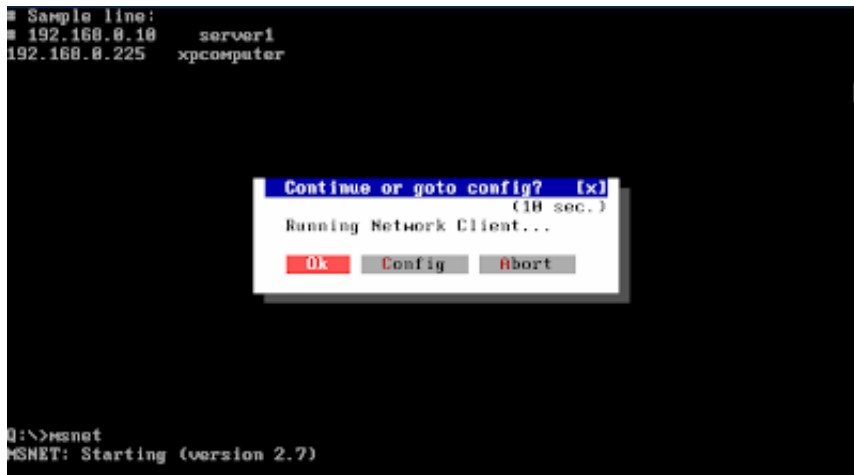 # Sample line:
# 192.168.0.10 server1
192.168.0.225 xpcomputer
Continue or goto config? [x]
(10 sec.)
Running Network Client...
Ok Config Abort
Q:\>msnet
MSNET: Starting (version 2.7)